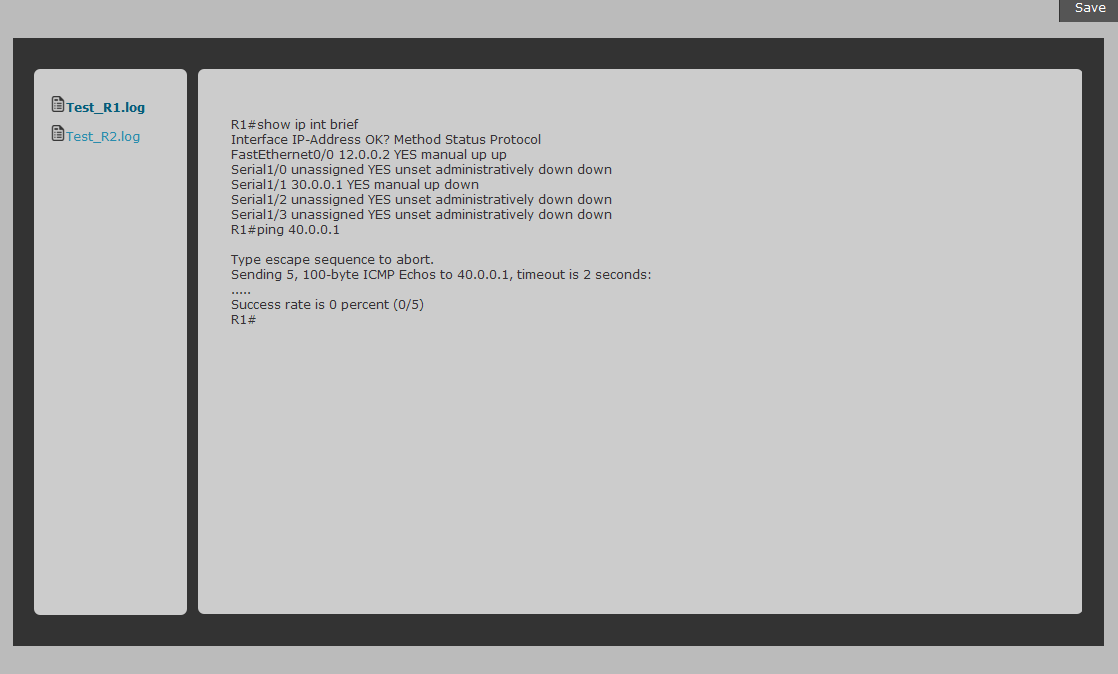 Save
Test_R1.log
Test_R2.log
R1#show ip int brief
Interface IP-Address OK? Method Status Protocol
FastEthernet0/0 12.0.0.2 YES manual up up
Serial1/0 unassigned YES unset administratively down down
Serial1/1 30.0.0.1 YES manual up down
Serial1/2 unassigned YES unset administratively down down
Serial1/3 unassigned YES unset administratively down down
R1#ping 40.0.0.1
Type escape sequence to abort.
Sending 5, 100-byte ICMP Echos to 40.0.0.1, timeout is 2 seconds:
.....
Success rate is 0 percent (0/5)
R1#